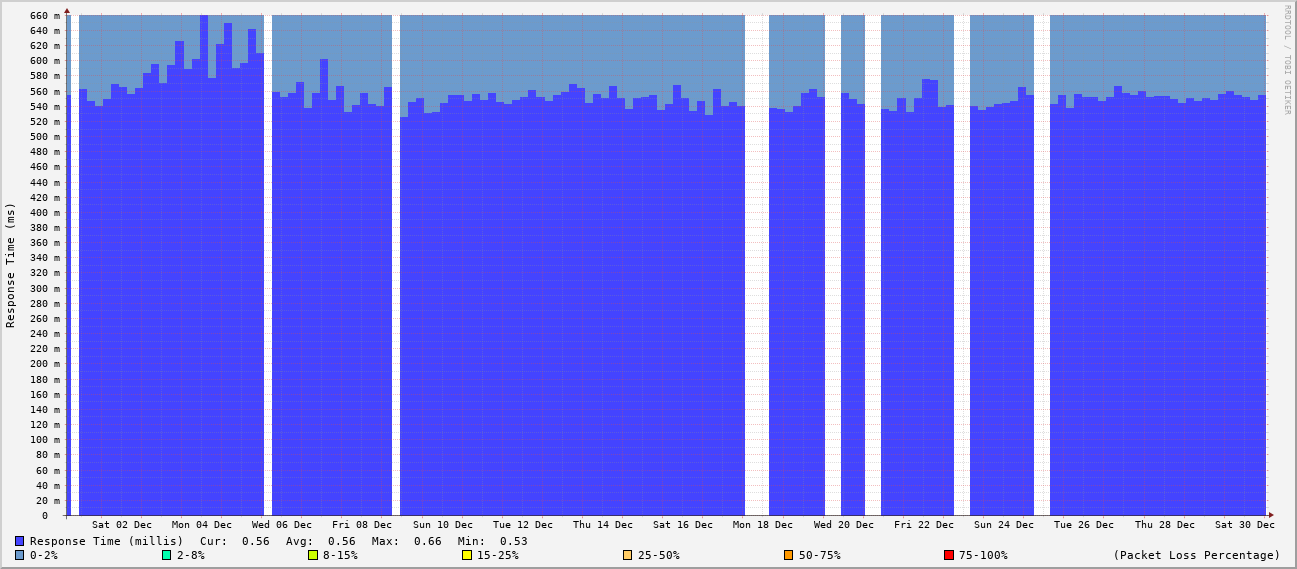 660 m
640 m
620 m
600 m
580 m
560 m
540 m
520 m
500 m
480 m
460 m
440 m
420 m
400 m
380 m
360 m
340 m
320 m
300 m
280 m
260 m
240 m
220 m
200 m
180 m
160 m
140 m
120 m
100 m
80 m
60 m
40 m
20 m
0
Response Time (ms)
RRDTOOL / TOBI OETIKER
Sat 02 Dec Mon 04 Dec Wed 06 Dec Fri 08 Dec Sun 10 Dec Tue 12 Dec Thu 14 Dec Sat 16 Dec Mon 18 Dec Wed 20 Dec Fri 22 Dec Sun 24 Dec Tue 26 Dec Thu 28 Dec Sat 30 Dec
Response Time (millis) Cur: 0.56 Avg: 0.56 Max: 0.66 Min: 0.53
0-2% 2-8% 8-15% 15-25% 25-50% 50-75% 75-100% (Packet Loss Percentage)